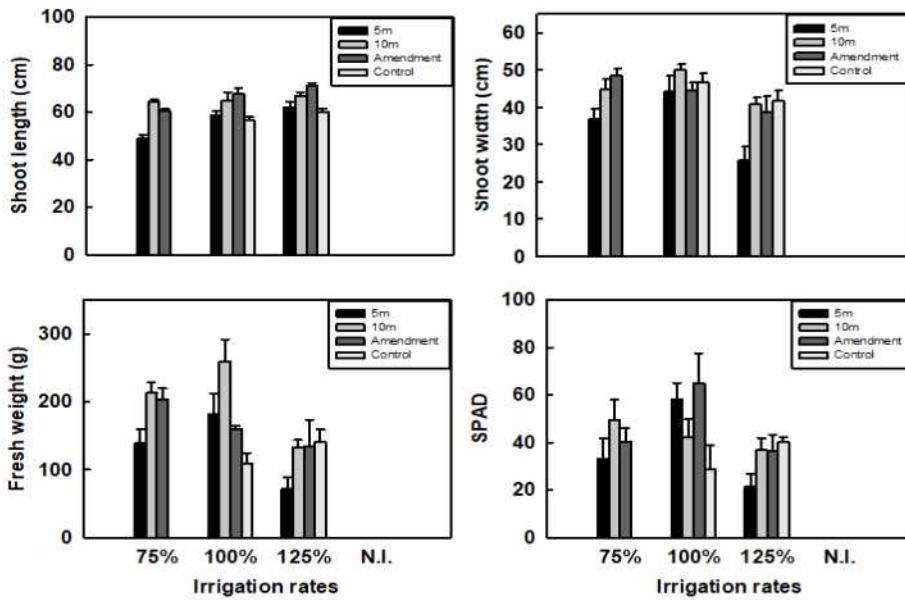 100
80
60
40
20
0
Shoot length (cm)
5m
10m
Amendment
Control
60
50
40
30
20
10
0
Shoot width (cm)
5m
10m
Amendment
Control
300
200
100
0
Fresh weight (g)
5m
10m
Amendment
Control
75% 100% 125% N.I.
Irrigation rates
100
80
60
40
20
0
SPAD
5m
10m
Amendment
Control
75% 100% 125% N.I.
Irrigation rates